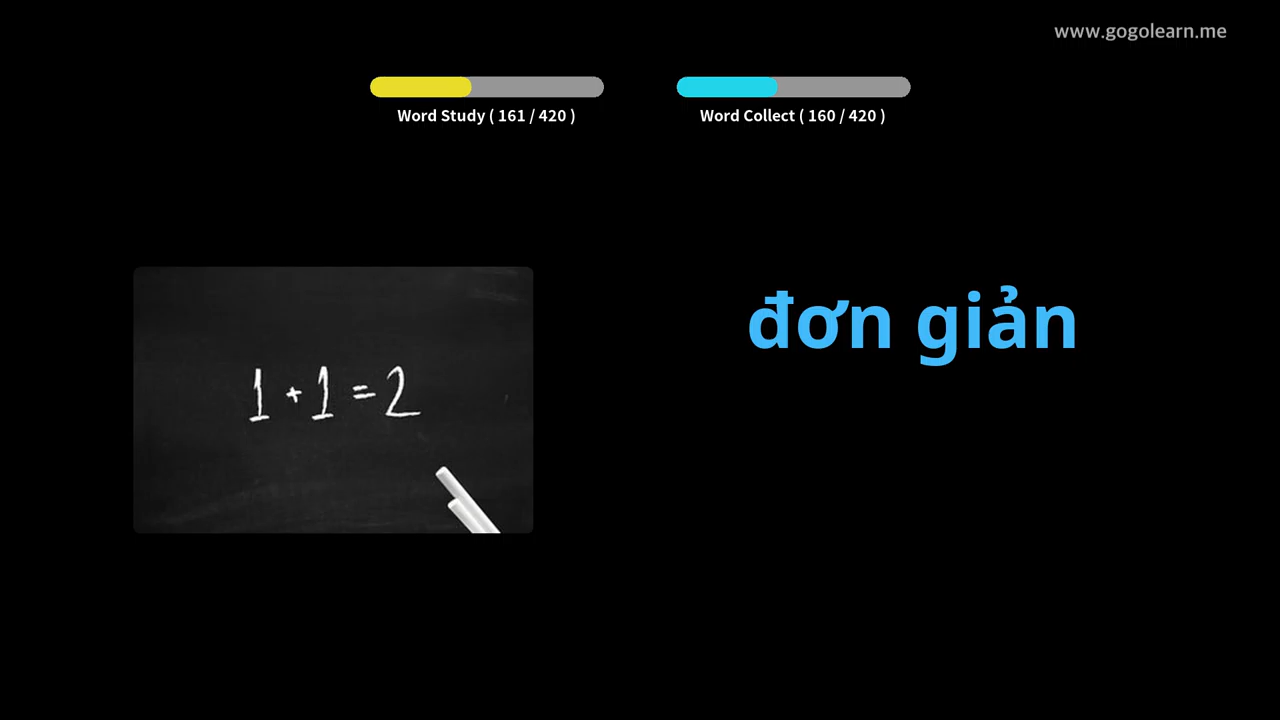 www.gogolearn.me
Word Study ( 161 / 420 )
Word Collect ( 160 / 420 )
đơn giản
1 + 1 = 2